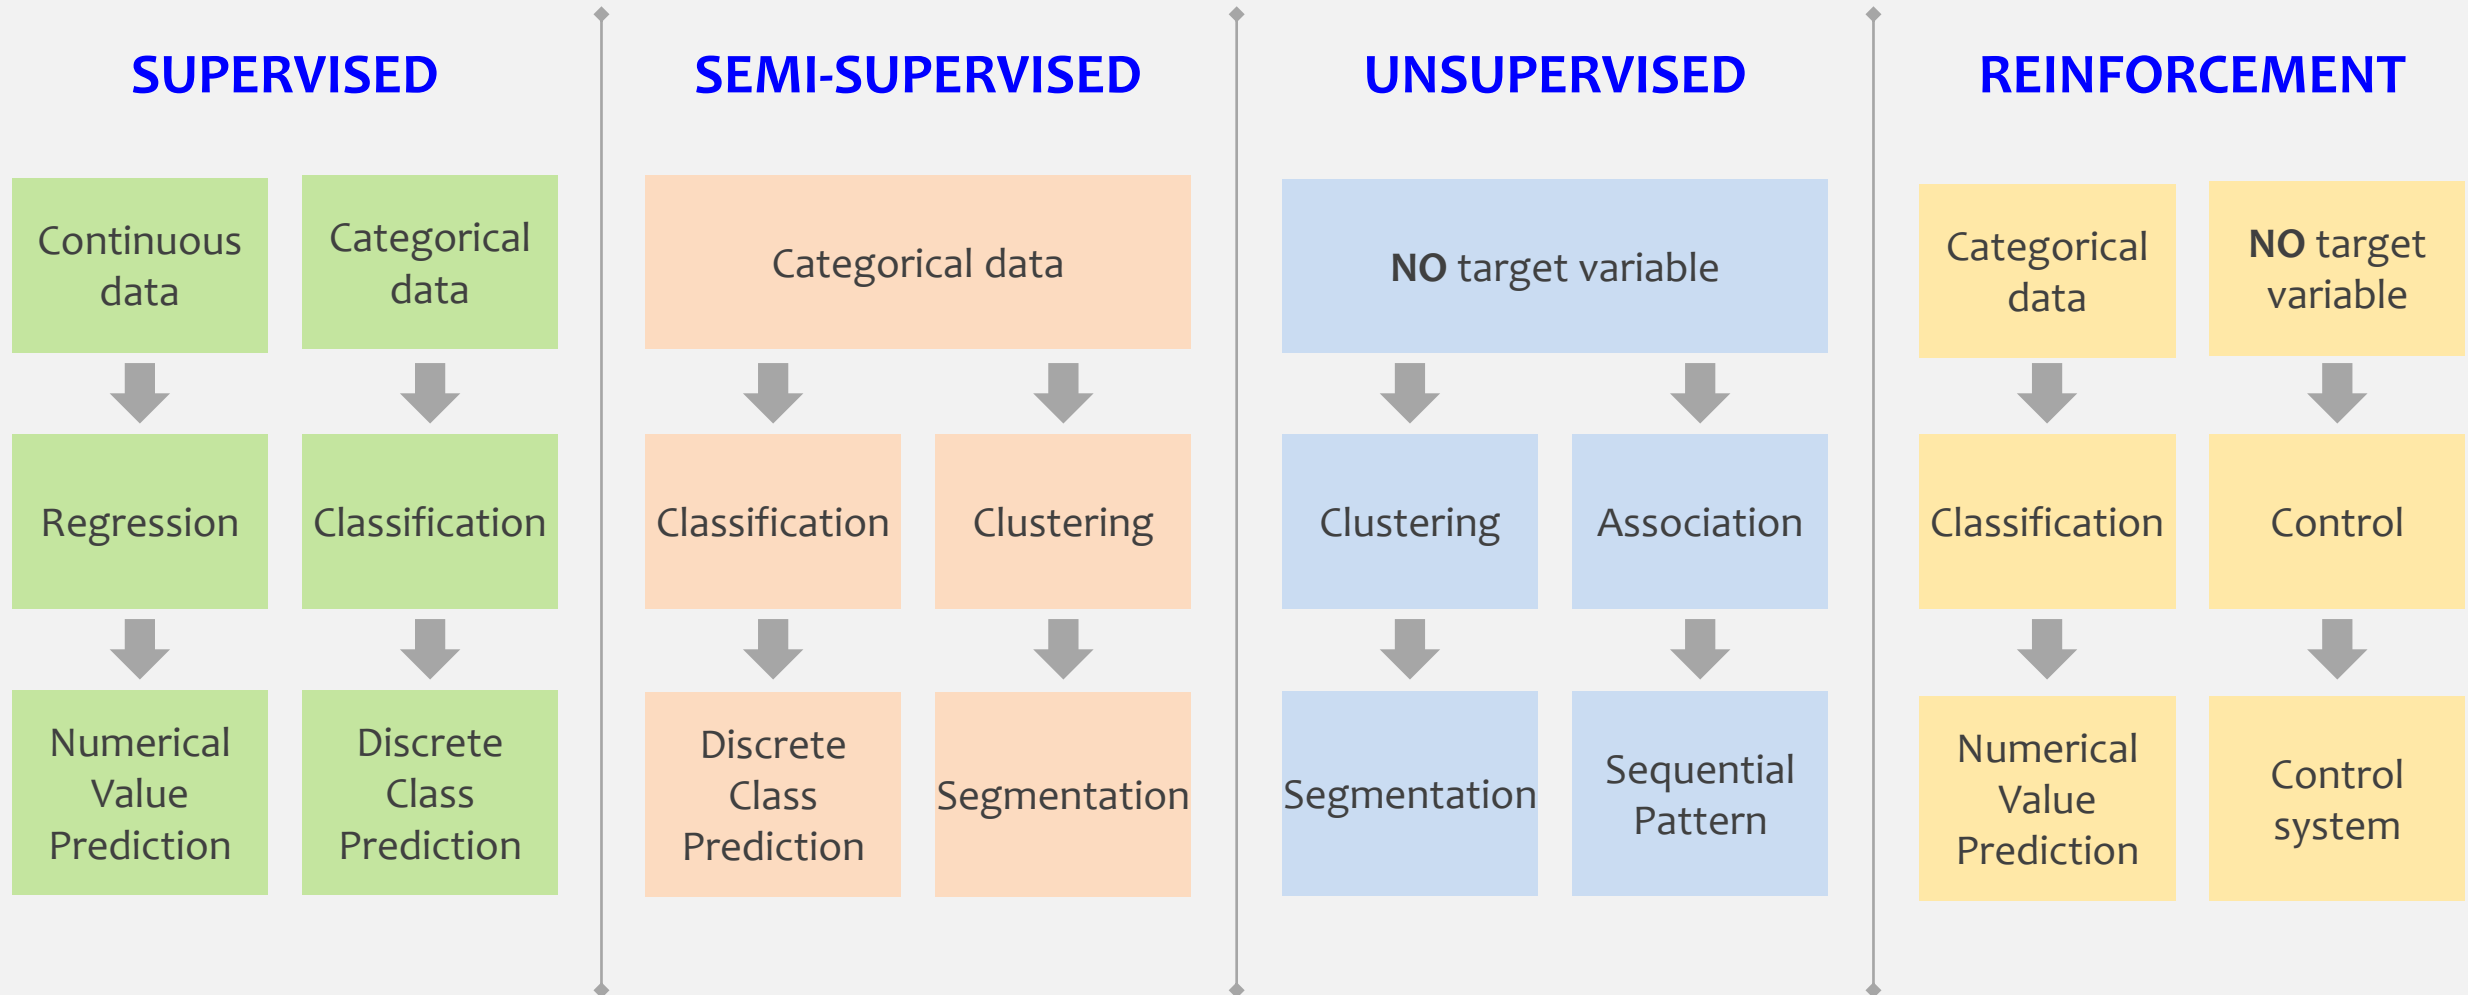 SUPERVISED
Continuous
data
Categorical
data
Regression
Classification
Numerical
Value
Prediction
Discrete
Class
Prediction
SEMI-SUPERVISED
Categorical data
Classification
Clustering
Discrete
Class
Prediction
Segmentation
UNSUPERVISED
NO target variable
Clustering
Association
Segmentation
Sequential
Pattern
REINFORCEMENT
Categorical
data
NO target
variable
Classification
Control
Numerical
Value
Prediction
Control
system